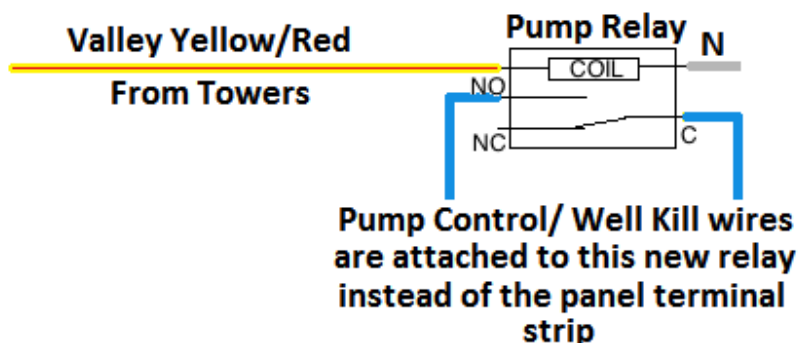 Valley Yellow/Red
From Towers
Pump Relay
N
COIL
NO
NC
C
Pump Control/ Well Kill wires
are attached to this new relay
instead of the panel terminal
strip